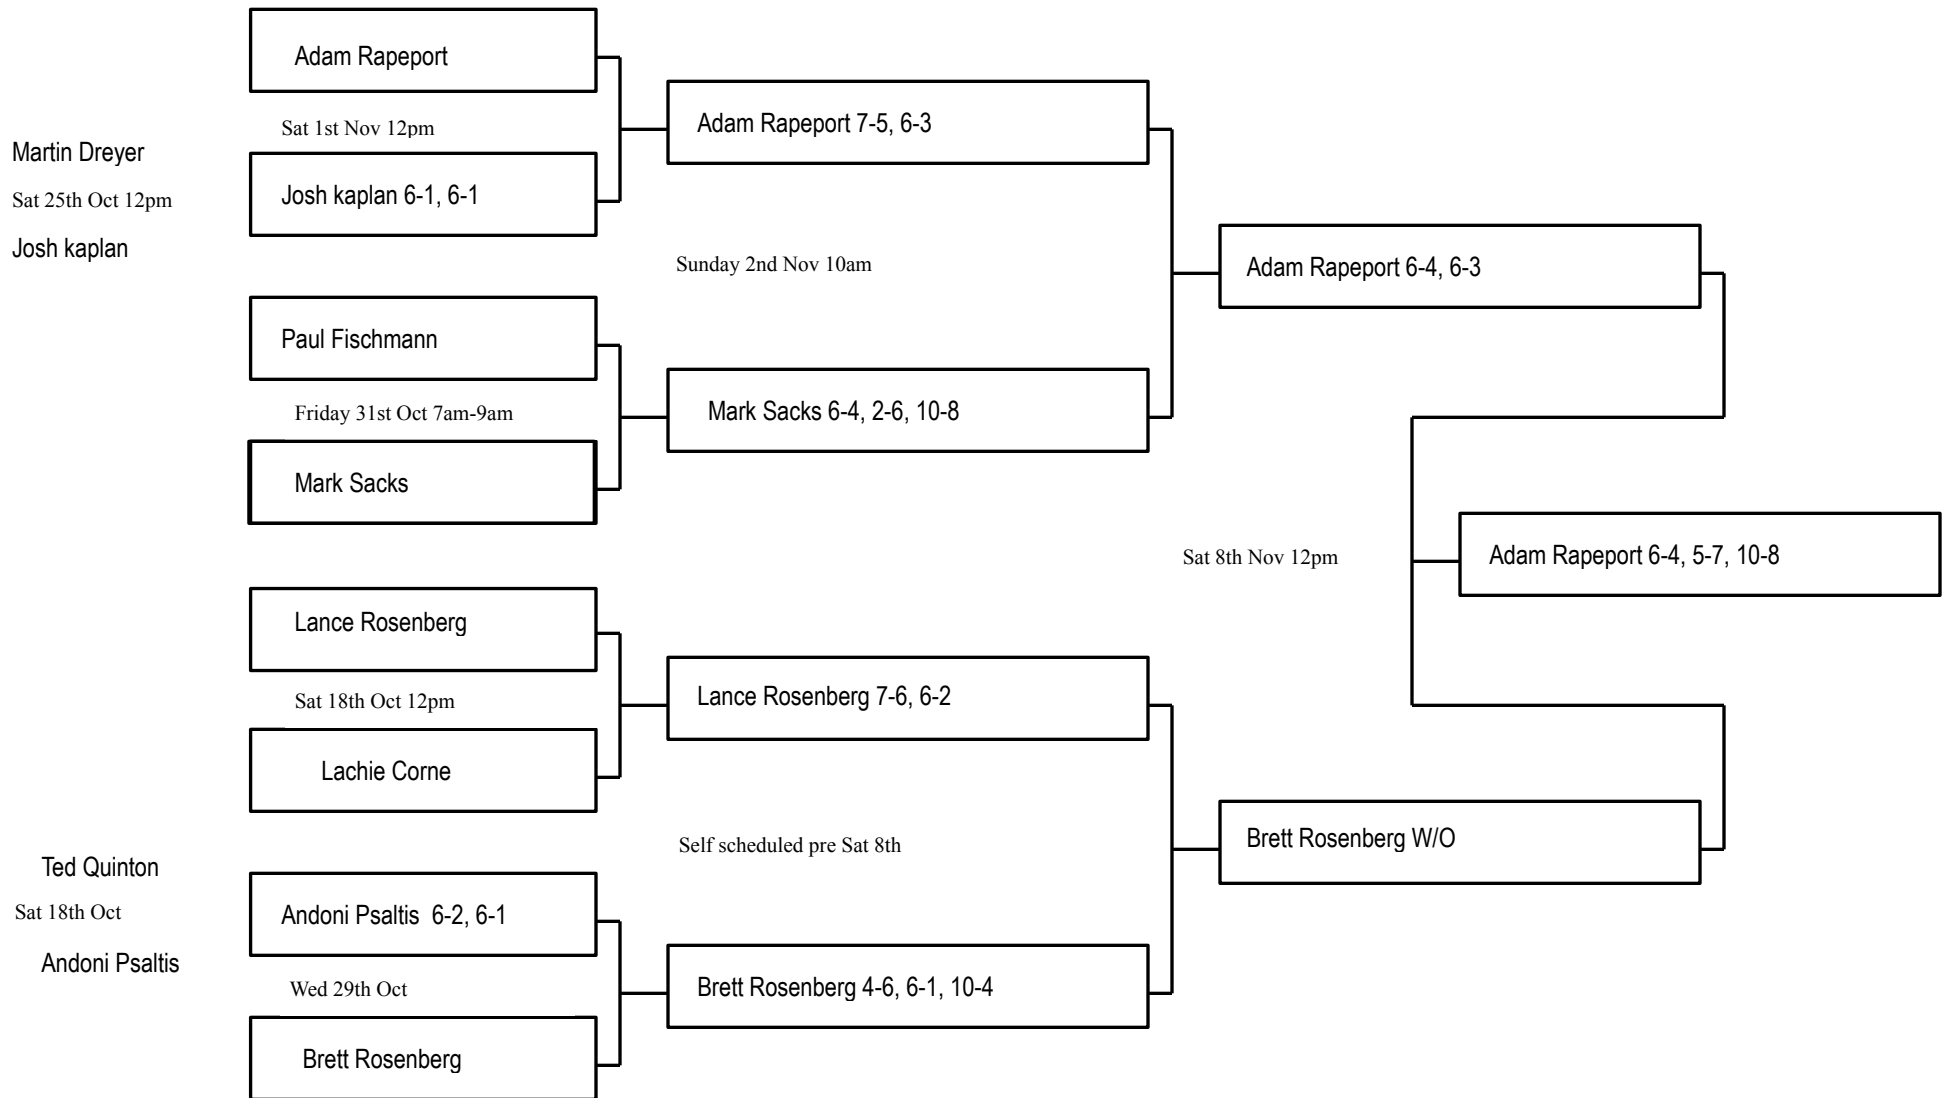 Adam Rapeport
Sat 1st Nov 12pm
Adam Rapeport 7-5, 6-3
Martin Dreyer
Sat 25th Oct 12pm
Josh kaplan
Josh kaplan 6-1, 6-1
Sunday 2nd Nov 10am
Adam Rapeport 6-4, 6-3
Paul Fischmann
Friday 31st Oct 7am-9am
Mark Sacks 6-4, 2-6, 10-8
Mark Sacks
Sat 8th Nov 12pm
Adam Rapeport 6-4, 5-7, 10-8
Lance Rosenberg
Sat 18th Oct 12pm
Lance Rosenberg 7-6, 6-2
Lachie Corne
Self scheduled pre Sat 8th
Brett Rosenberg W/O
Ted Quinton
Sat 18th Oct
Andoni Psaltis
Andoni Psaltis 6-2, 6-1
Wed 29th Oct
Brett Rosenberg 4-6, 6-1, 10-4
Brett Rosenberg